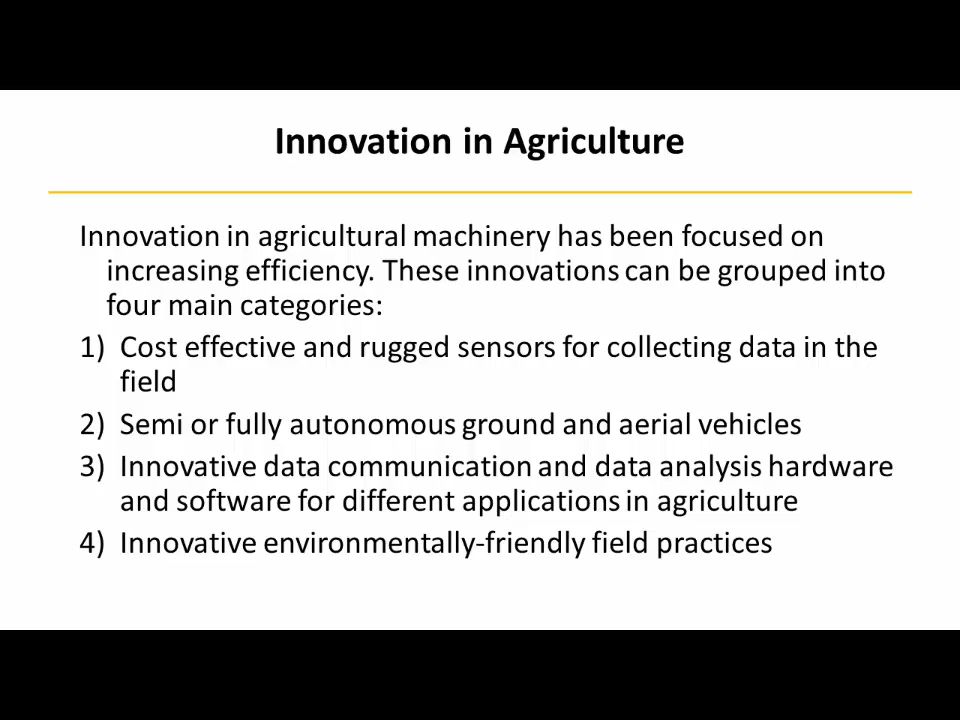 Innovation in Agriculture
Innovation in agricultural machinery has been focused on
increasing efficiency. These innovations can be grouped into
four main categories:
1) Cost effective and rugged sensors for collecting data in the
field
2) Semi or fully autonomous ground and aerial vehicles
3) Innovative data communication and data analysis hardware
and software for different applications in agriculture
4) Innovative environmentally-friendly field practices